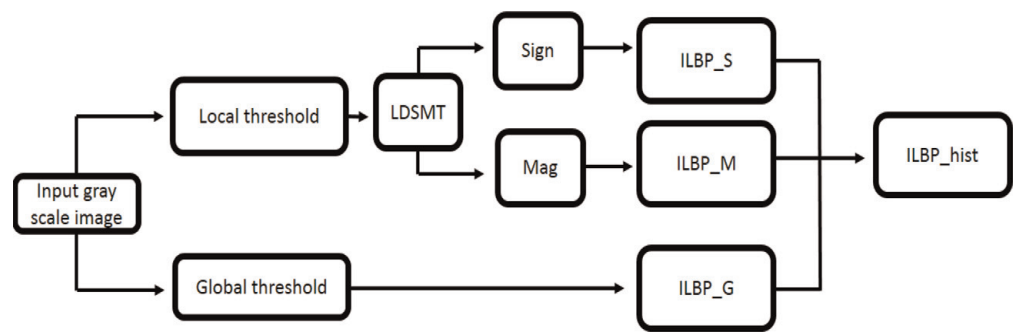 Input gray
scale image
Local threshold
LDSMT
Sign
ILBP_S
Mag
ILBP_M
Global threshold
ILBP_G
ILBP_hist